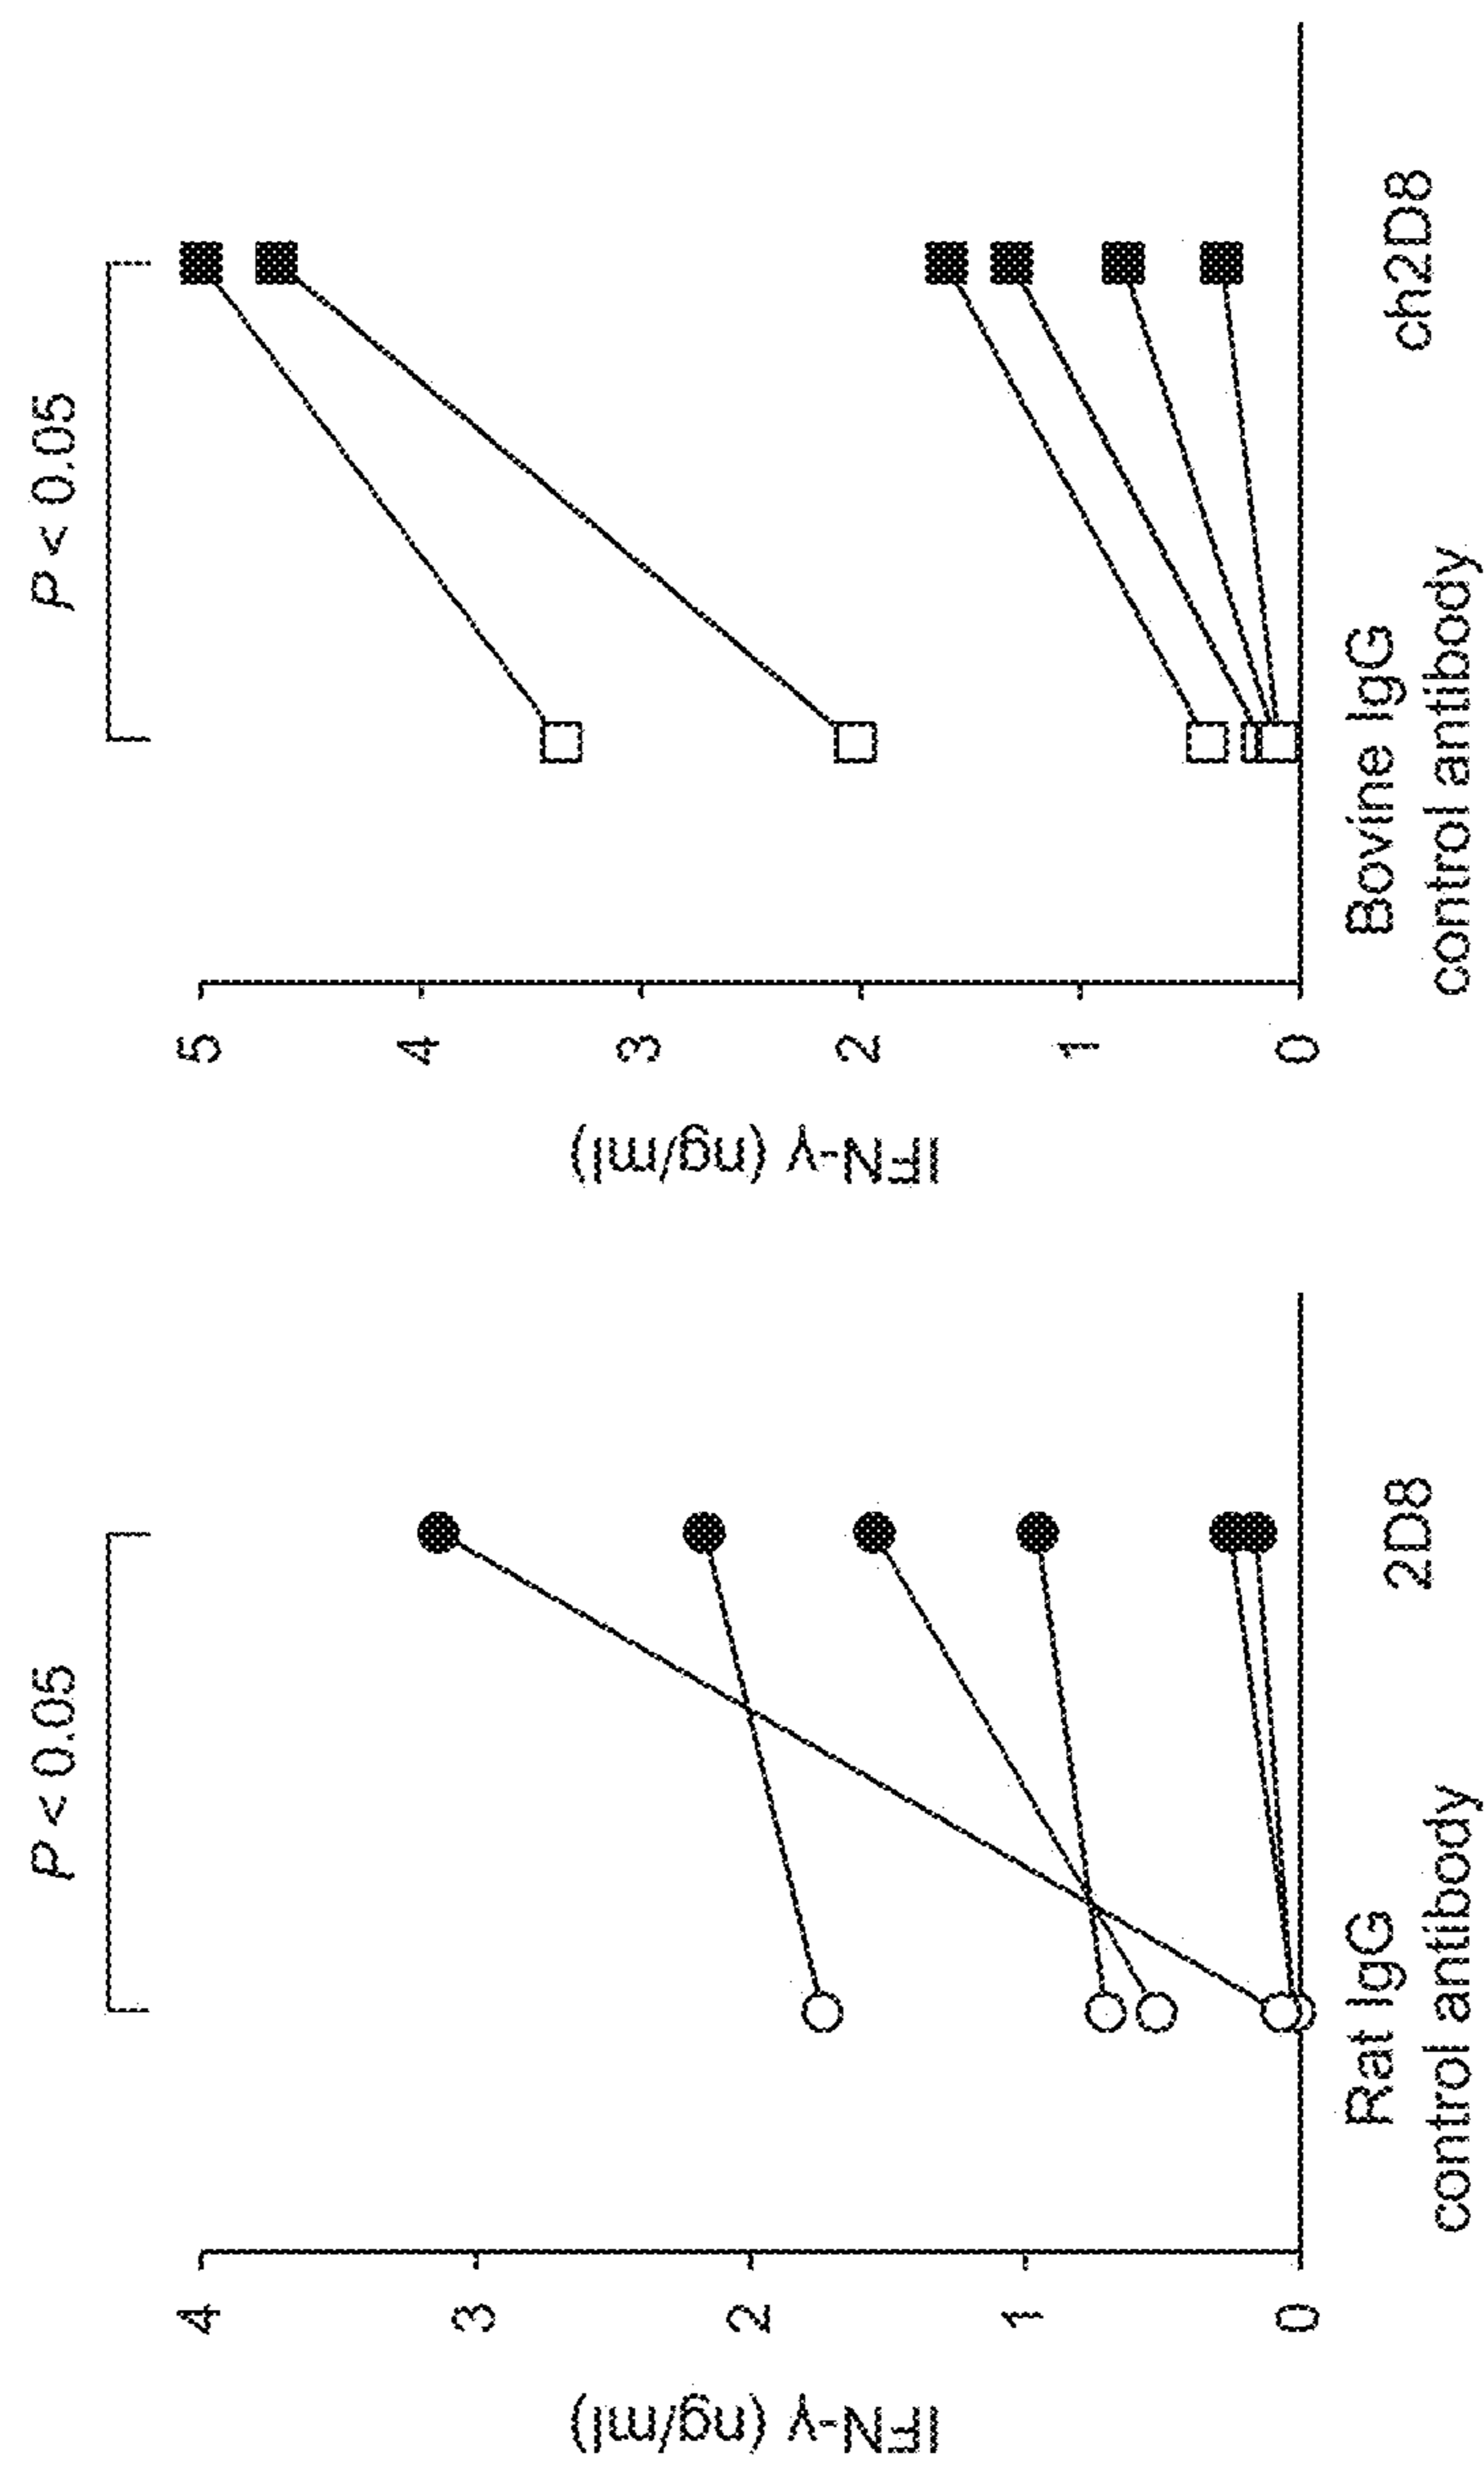 P < 0.05
IFN-γ (ng/ml)
4
3
2
1
0
Rat IgG
control antibody
2D8
P < 0.05
IFN-γ (ng/ml)
5
4
3
2
1
0
Bovine IgG
control antibody
ch2D8